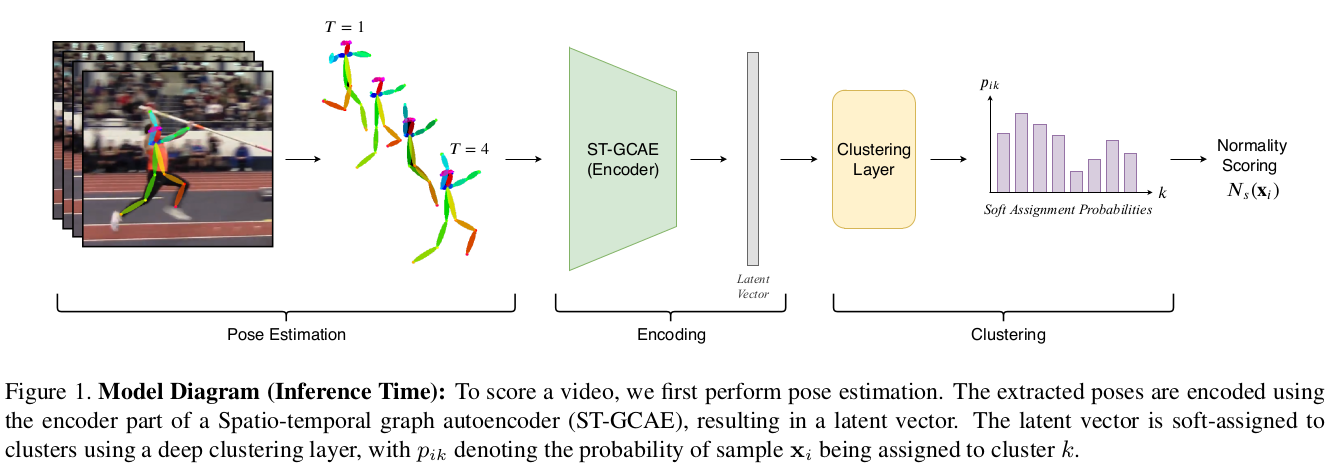 T = 1
T = 4
ST-GCAE
(Encoder)
Latent
Vector
Clustering
Layer
p_{ik}
k
Soft Assignment Probabilities
Normality
Scoring
N_s(x_i)
Pose Estimation
Encoding
Clustering
Figure 1. Model Diagram (Inference Time): To score a video, we first perform pose estimation. The extracted poses are encoded using
the encoder part of a Spatio-temporal graph autoencoder (ST-GCAE), resulting in a latent vector. The latent vector is soft-assigned to
clusters using a deep clustering layer, with p_{ik} denoting the probability of sample x_i being assigned to cluster k.